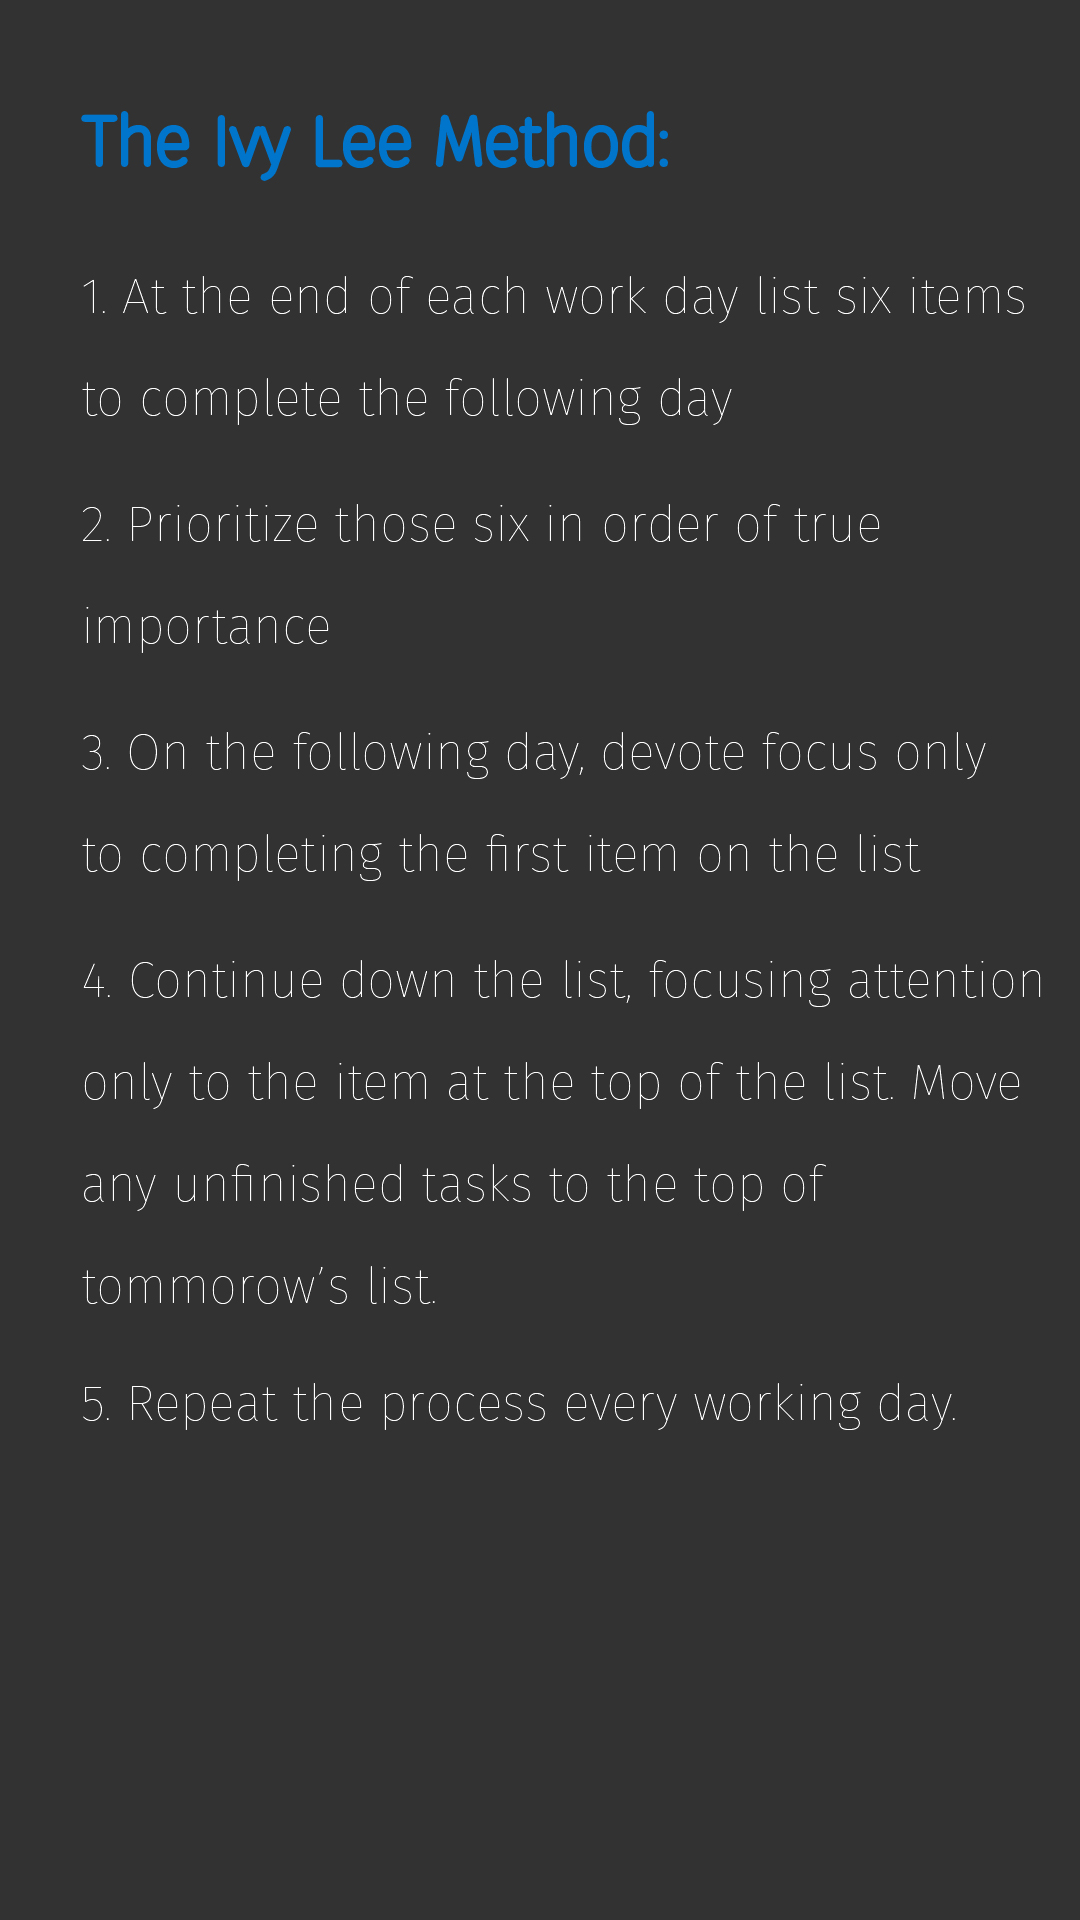 The Ivy Lee Method:
1. At the end of each work day list six items
to complete the following day
2. Prioritize those six in order of true
importance
3. On the following day, devote focus only
to completing the first item on the list
4. Continue down the list, focusing attention
only to the item at the top of the list. Move
any unfinished tasks to the top of
tommorow’s list.
5. Repeat the process every working day.